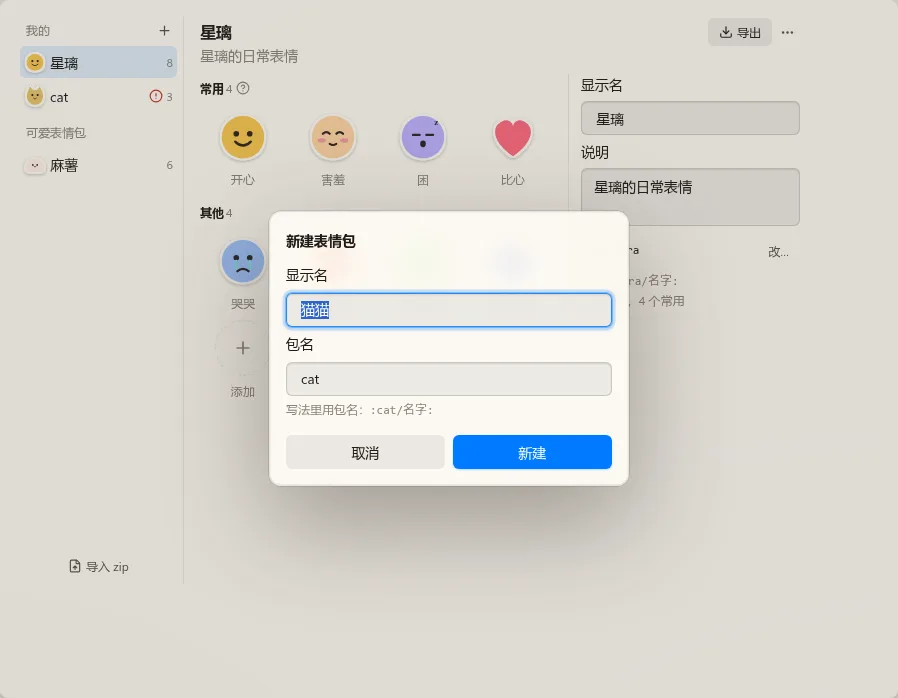 我的
星璃 8
cat 3
可爱表情包
麻薯 6
导入 zip
星璃
星璃的日常表情
导出
常用 4
开心
害羞
困
比心
其他 4
哭哭
添加
显示名
星璃
说明
星璃的日常表情
ra
改...
ra/名字:
, 4 个常用
新建表情包
显示名
猫猫
包名
cat
写法里用包名: :cat/名字:
取消
新建